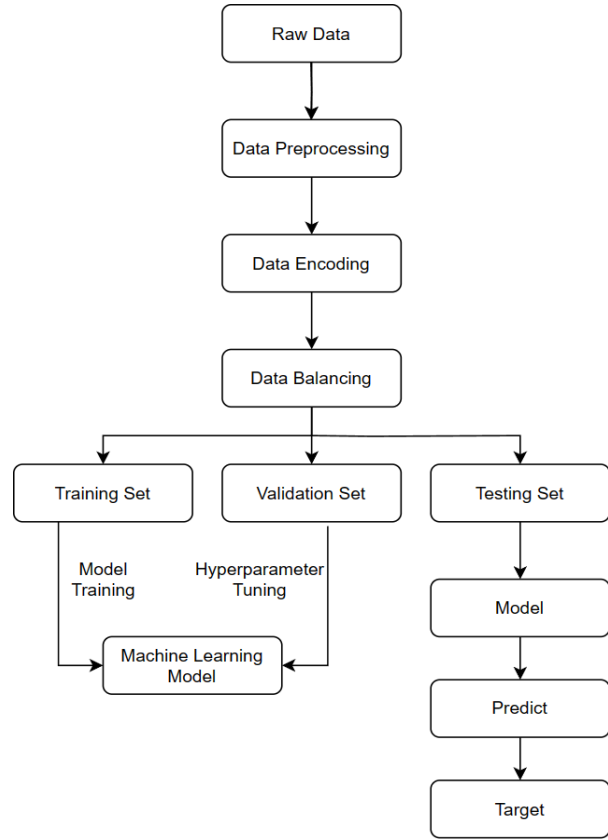 Raw Data
Data Preprocessing
Data Encoding
Data Balancing
Training Set
Validation Set
Testing Set
Model
Training
Hyperparameter
Tuning
Machine Learning
Model
Model
Predict
Target